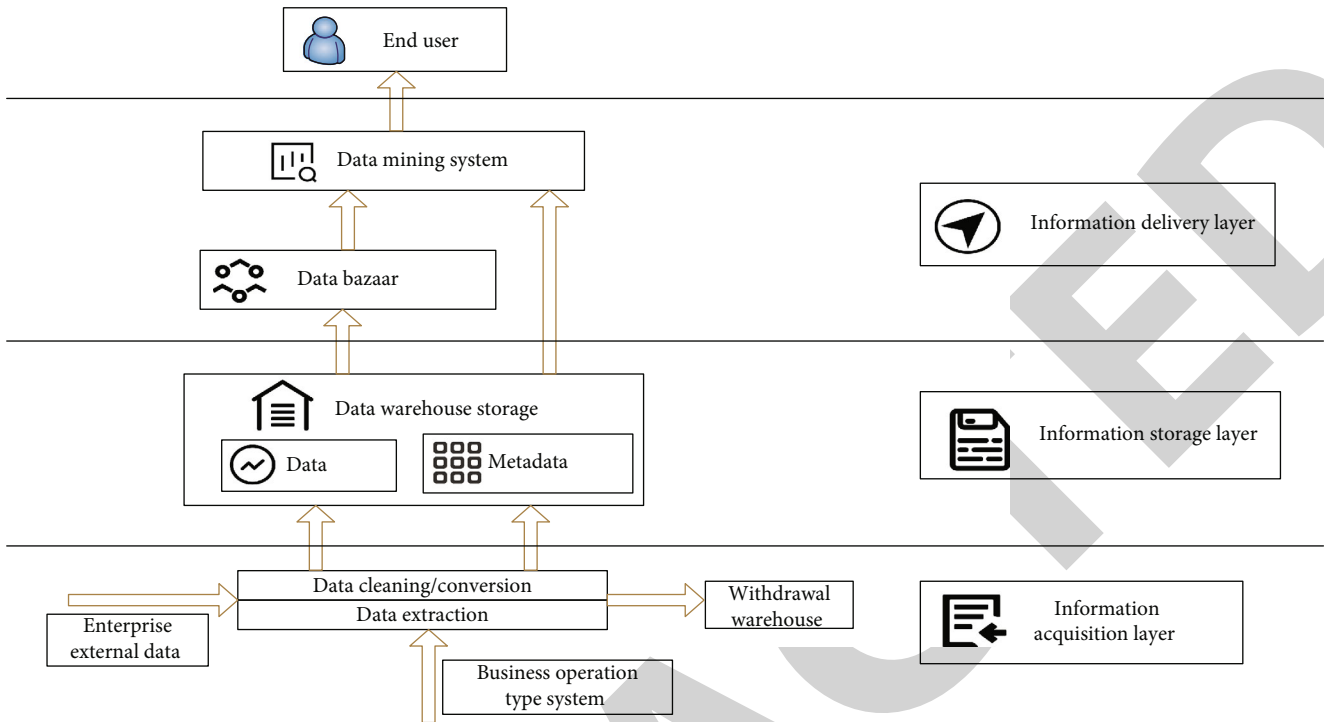 End user
Data mining system
Information delivery layer
Data bazaar
Data warehouse storage
Information storage layer
Data
Metadata
Data cleaning/conversion
Data extraction
Withdrawal
warehouse
Information
acquisition layer
Enterprise
external data
Business operation
type system